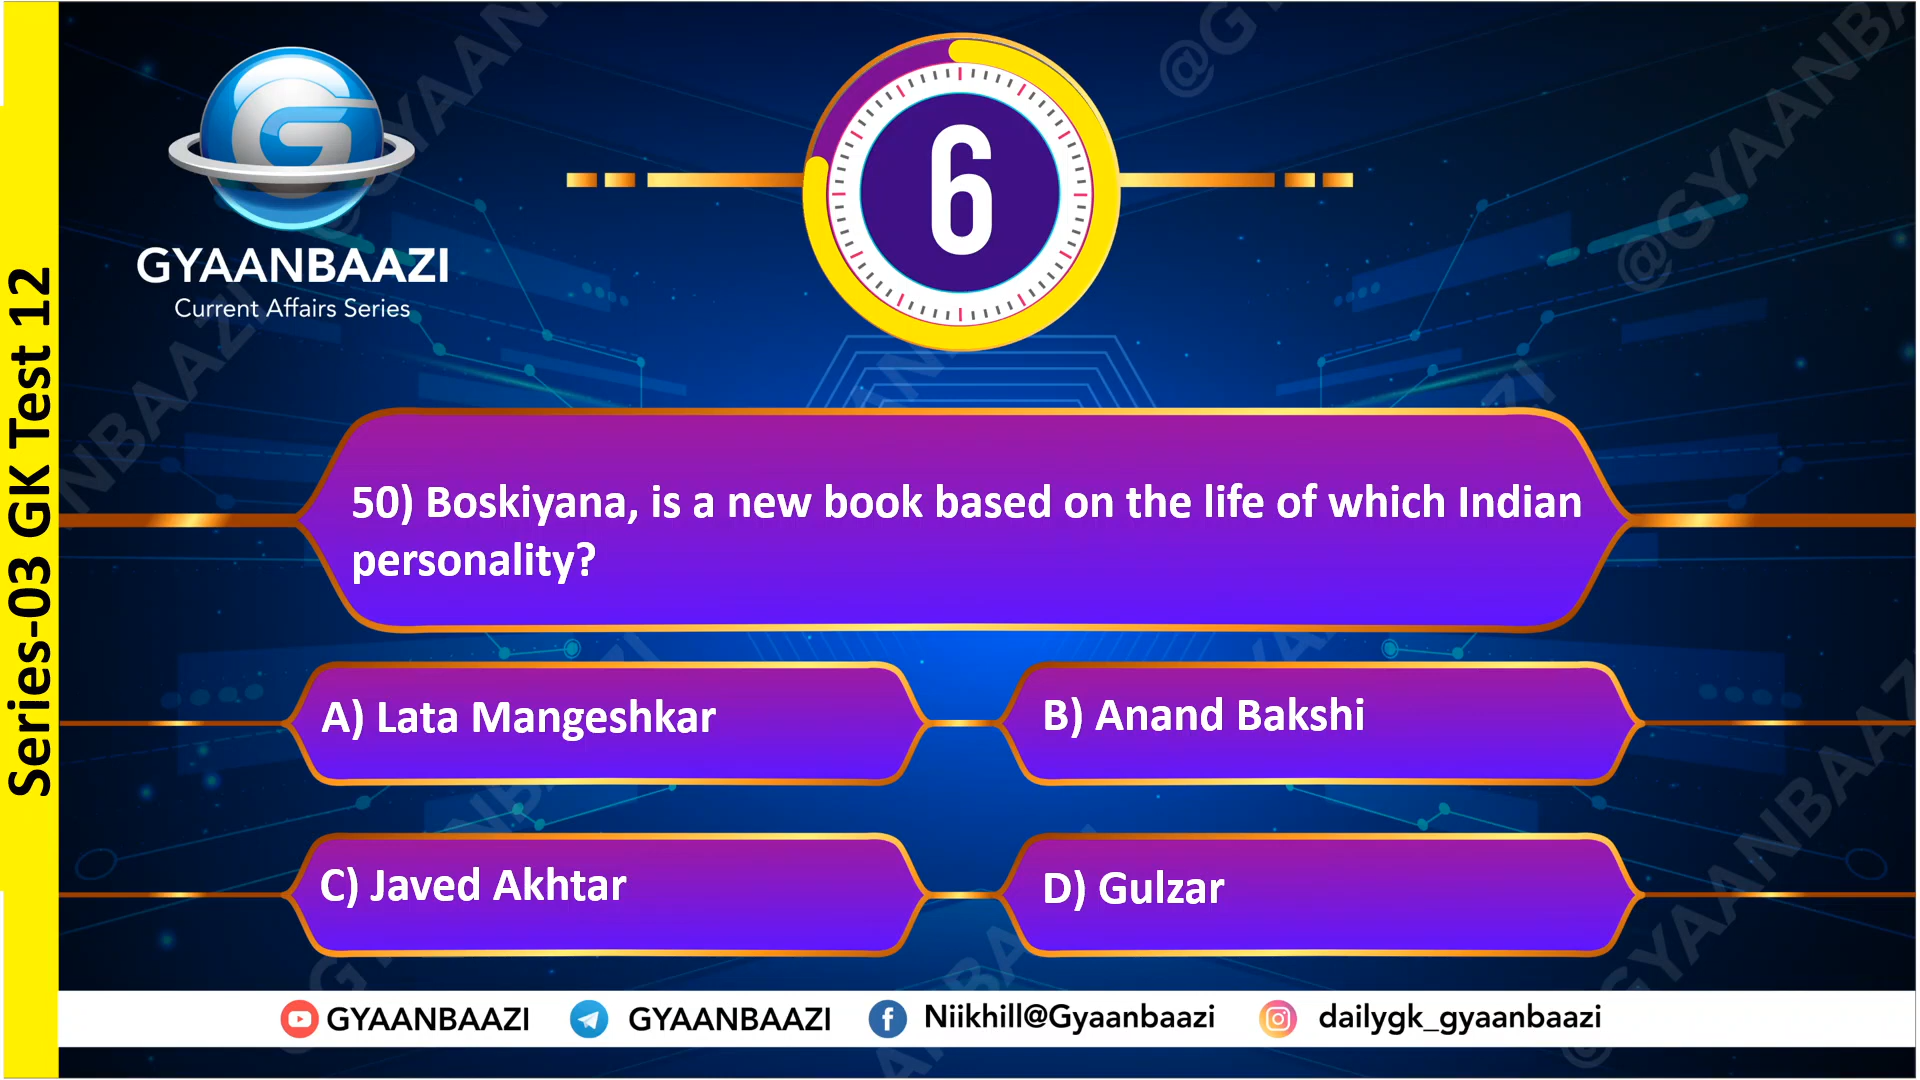 GYAANBAAZI
Current Affairs Series
6
Series-03 GK Test 12
50) Boskiyana, is a new book based on the life of which Indian
personality?
A) Lata Mangeshkar
B) Anand Bakshi
C) Javed Akhtar
D) Gulzar
GYAANBAAZI GYAANBAAZI Niikhill@Gyaanbaazi dailygk_gyaanbaazi
@GYAANBAAZI